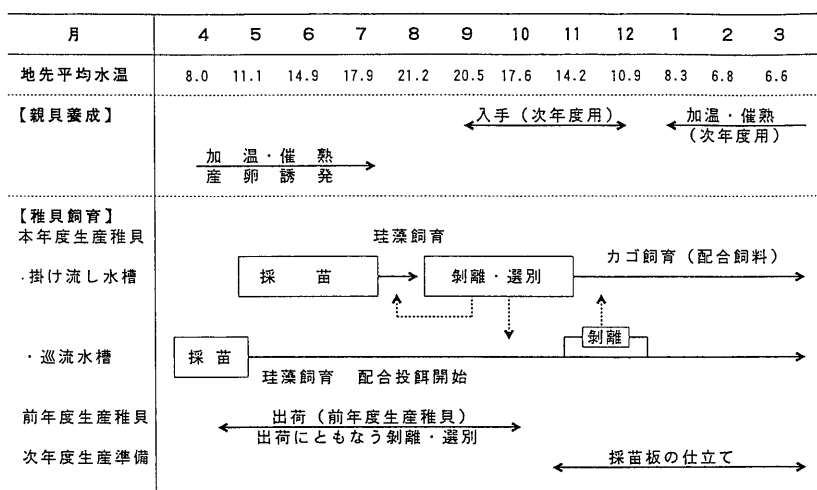 月 4 5 6 7 8 9 10 11 12 1 2 3
地先平均水温 8.0 11.1 14.9 17.9 21.2 20.5 17.6 14.2 10.9 8.3 6.8 6.6
【親貝養成】
入手（次年度用）
加温・催熟
（次年度用）
加温・催熟
産卵誘発
【稚貝飼育】
本年度生産稚貝
珪藻飼育
・掛け流し水槽
採苗
剝離・選別
カゴ飼育（配合飼料）
・巡流水槽
採苗
剝離
珪藻飼育 配合投餌開始
前年度生産稚貝
出荷（前年度生産稚貝）
出荷にともなう剝離・選別
次年度生産準備
採苗板の仕立て